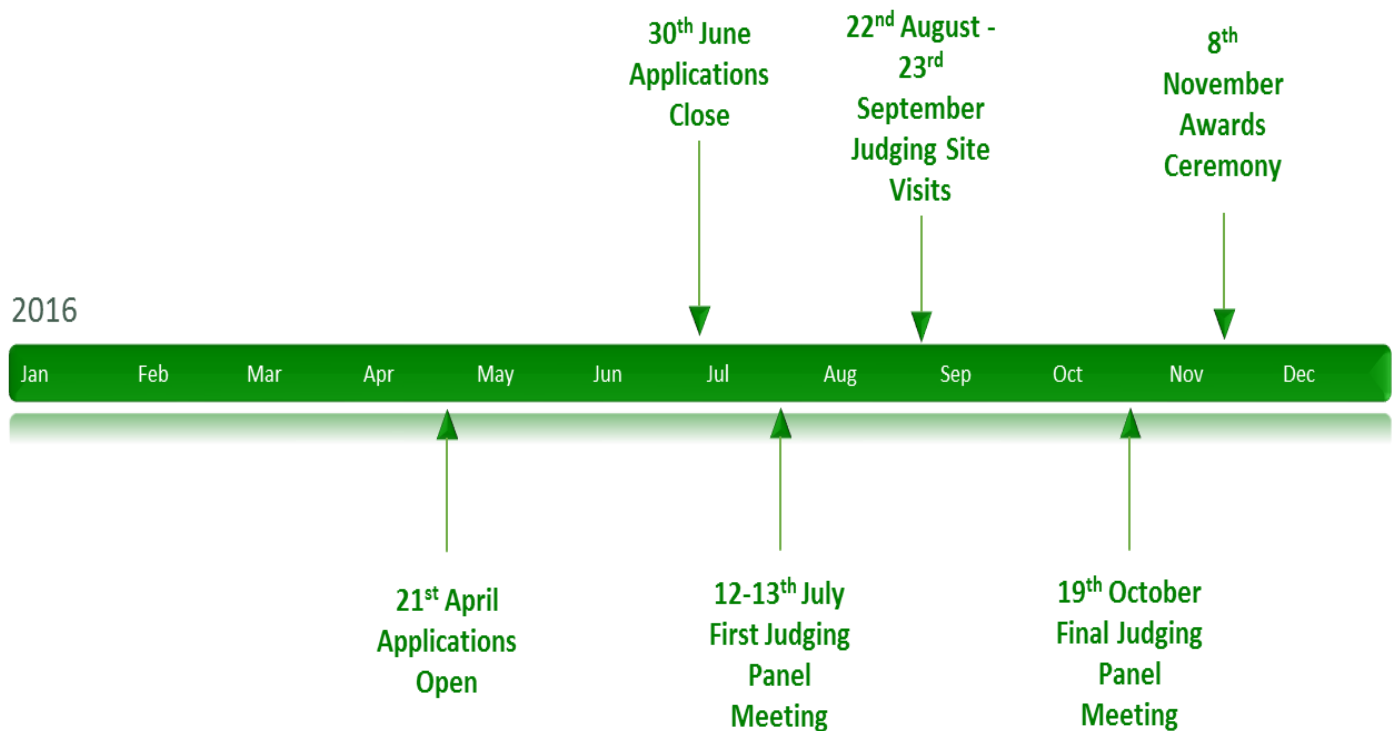 30th June
Applications
Close
22nd August -
23rd
September
Judging Site
Visits
8th
November
Awards
Ceremony
2016
Jan Feb Mar Apr May Jun Jul Aug Sep Oct Nov Dec
21st April
Applications
Open
12-13th July
First Judging
Panel
Meeting
19th October
Final Judging
Panel
Meeting